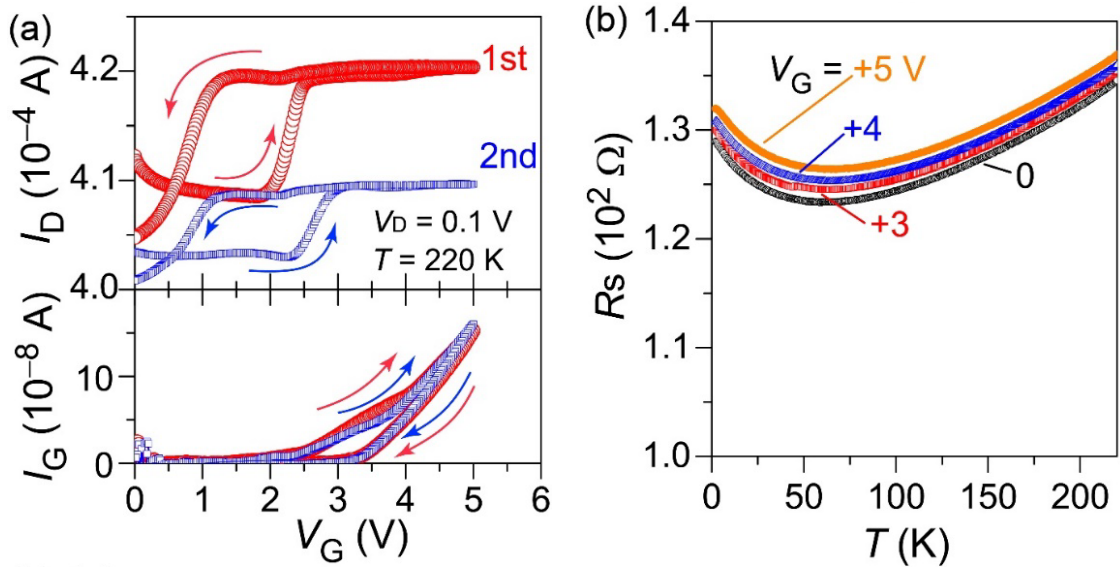 (a)
I_D (10⁻⁴ A)
4.2
4.1
4.0
1st
2nd
V_D = 0.1 V
T = 220 K
I_G (10⁻⁸ A)
10
0
0 1 2 3 4 5 6
V_G (V)
(b)
Rs (10² Ω)
1.4
1.3
1.2
1.1
1.0
V_G = +5 V
+4
+3
0
0 50 100 150 200
T (K)